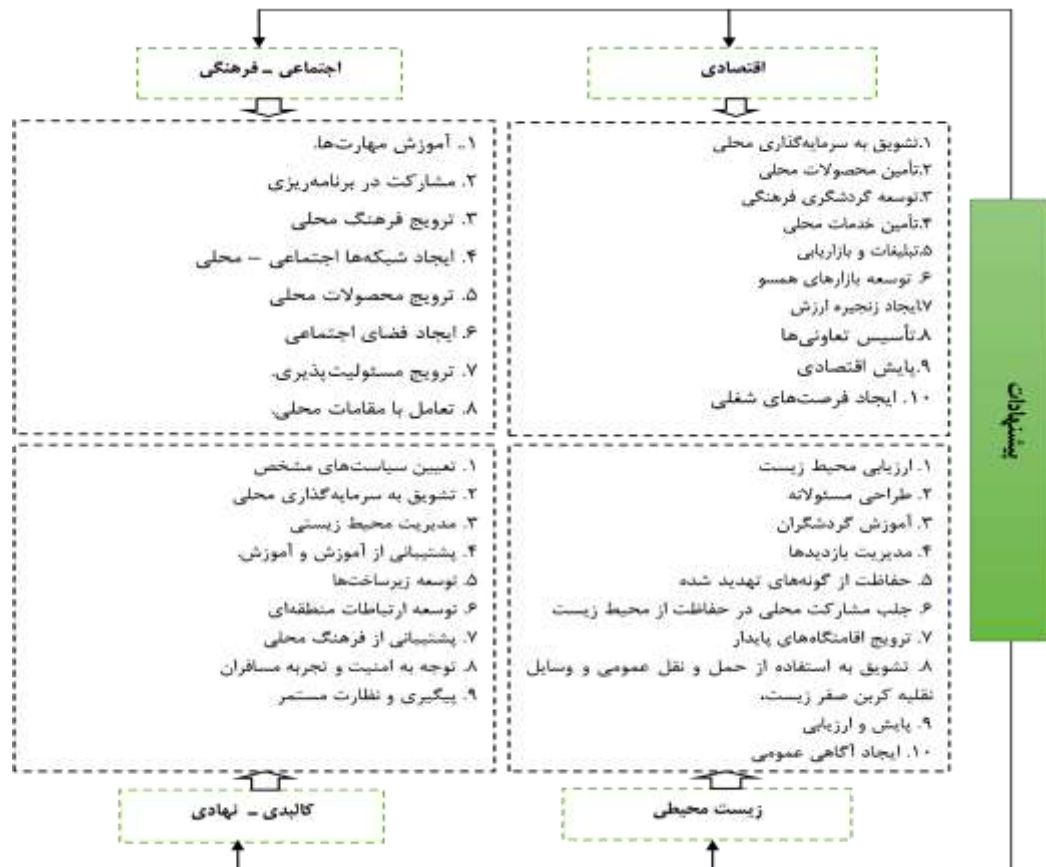 پیشنهادات
اقتصادی
۱.تشویق به سرمایه‌گذاری محلی
۲.تأمین محصولات محلی
۳.توسعه گردشگری فرهنگی
۴.تأمین خدمات محلی
۵.تبلیغات و بازاریابی
۶. توسعه بازارهای همسو
۷.ایجاد زنجیره ارزش
۸.تأسیس تعاونی‌ها
۹.پایش اقتصادی
۱۰. ایجاد فرصت‌های شغلی
اجتماعی – فرهنگی
۱. آموزش مهارت‌ها.
۲. مشارکت در برنامه‌ریزی
۳. ترویج فرهنگ محلی
۴. ایجاد شبکه‌ها اجتماعی – محلی
۵. ترویج محصولات محلی
۶. ایجاد فضای اجتماعی
۷. ترویج مسئولیت‌پذیری.
۸. تعامل با مقامات محلی.
۱. ارزیابی محیط زیست
۲. طراحی مسئولانه
۳. آموزش گردشگران
۴. مدیریت بازدیدها
۵. حفاظت از گونه‌های تهدید شده
۶. جلب مشارکت محلی در حفاظت از محیط زیست
۷. ترویج اقامتگاه‌های پایدار
۸. تشویق به استفاده از حمل و نقل عمومی و وسایل
نقلیه کربن صفر زیست.
۹. پایش و ارزیابی
۱۰. ایجاد آگاهی عمومی
زیست محیطی
۱. تعیین سیاست‌های مشخص
۲. تشویق به سرمایه‌گذاری محلی
۳. مدیریت محیط زیستی
۴. پشتیبانی از آموزش و آموزش.
۵. توسعه زیرساخت‌ها
۶. توسعه ارتباطات منطقه‌ای
۷. پشتیبانی از فرهنگ محلی
۸. توجه به امنیت و تجربه مسافران
۹. پیگیری و نظارت مستمر
کالبدی – نهادی